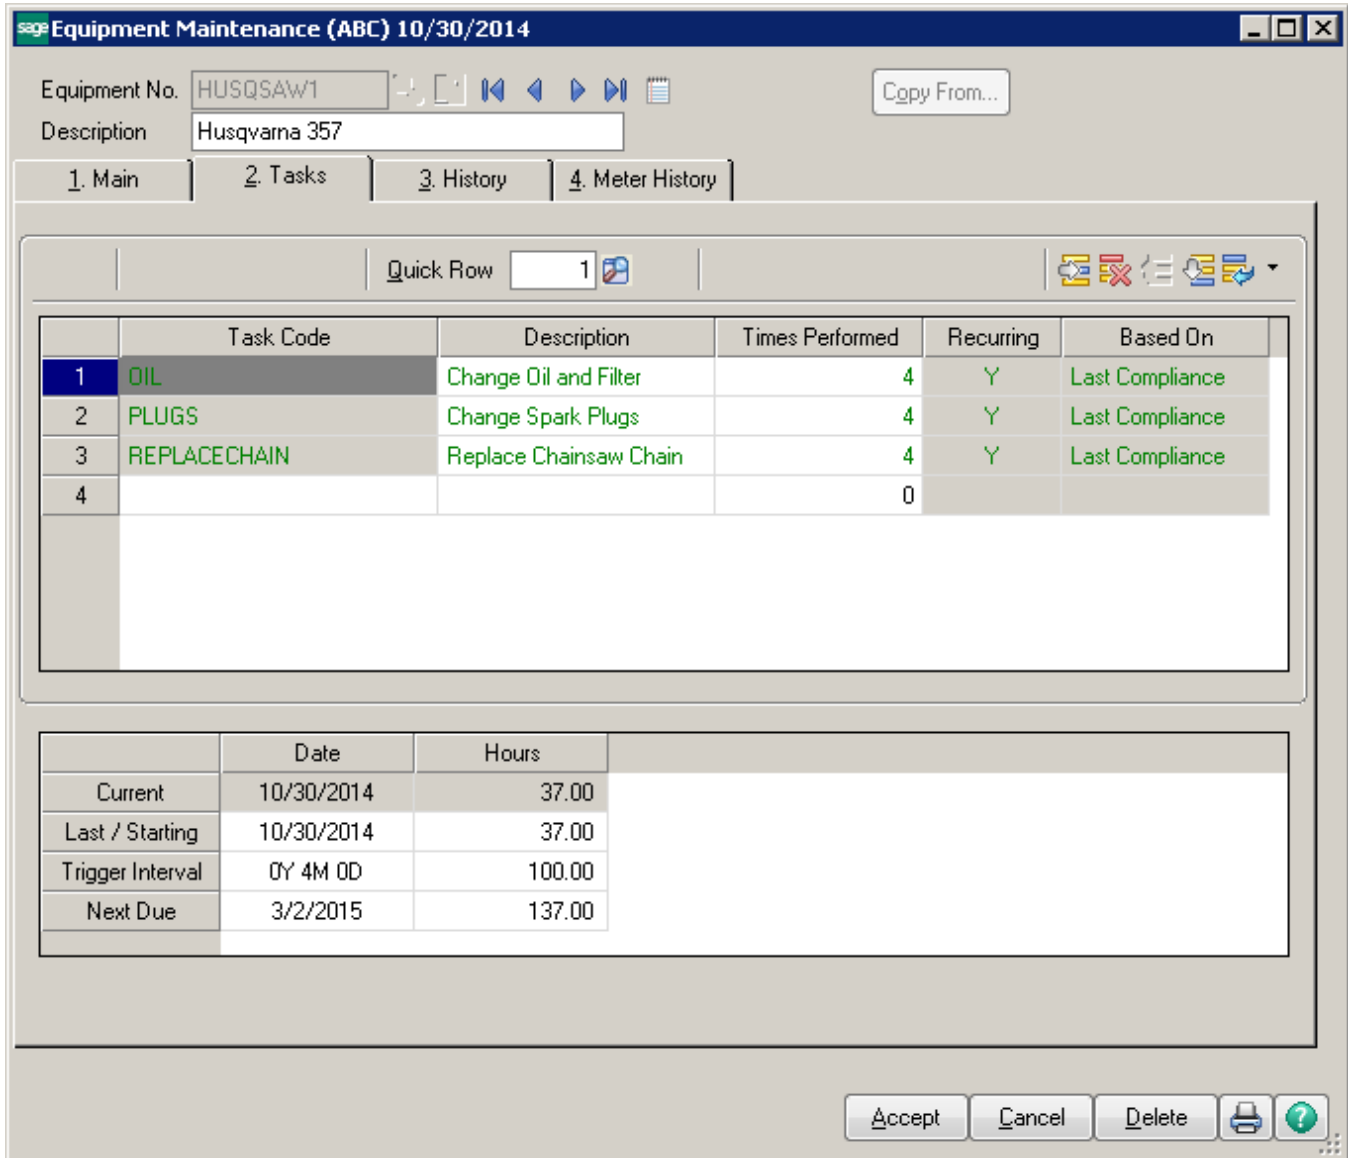 sage Equipment Maintenance (ABC) 10/30/2014
Equipment No. HUSQSAW1 Copy From...
Description Husqvarna 357
1. Main 2. Tasks 3. History 4. Meter History
Quick Row 1
Task Code Description Times Performed Recurring Based On
1 OIL Change Oil and Filter 4 Y Last Compliance
2 PLUGS Change Spark Plugs 4 Y Last Compliance
3 REPLACECHAIN Replace Chainsaw Chain 4 Y Last Compliance
4 0
Date Hours
Current 10/30/2014 37.00
Last / Starting 10/30/2014 37.00
Trigger Interval 0Y 4M 0D 100.00
Next Due 3/2/2015 137.00
Accept Cancel Delete ?